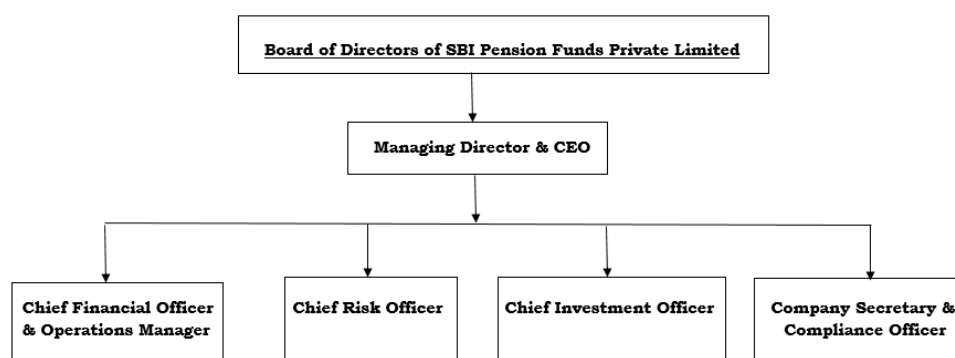 Board of Directors of SBI Pension Funds Private Limited
Managing Director & CEO
Chief Financial Officer
& Operations Manager
Chief Risk Officer
Chief Investment Officer
Company Secretary &
Compliance Officer